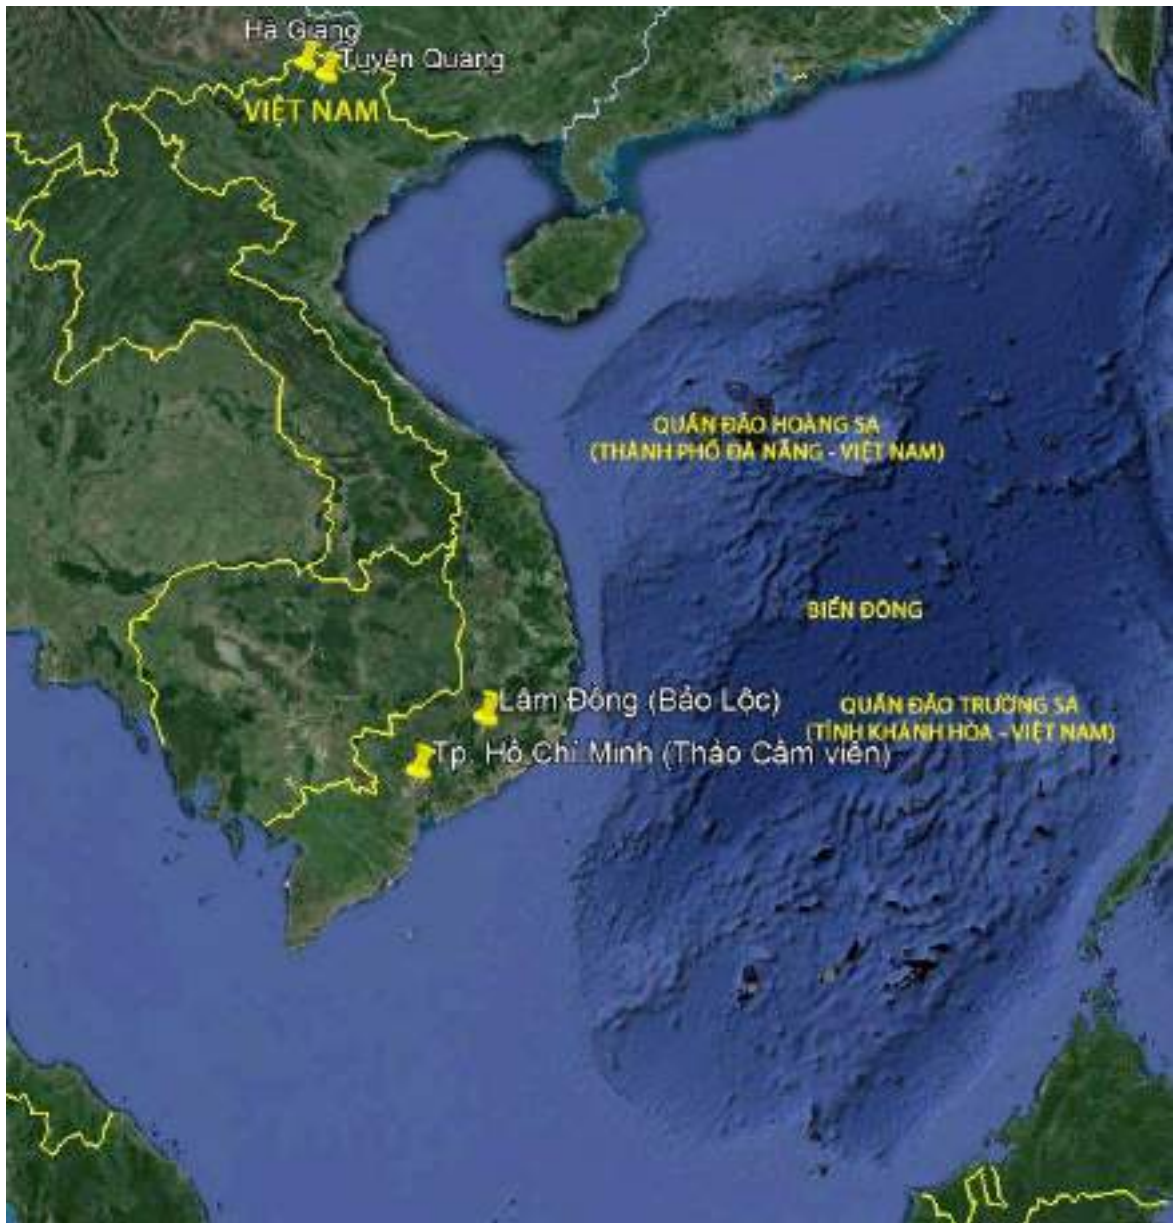 Hà Giang
Tuyên Quang
VIỆT NAM
QUẦN ĐẢO HOÀNG SA
(THÀNH PHỐ ĐÀ NẴNG - VIỆT NAM)
BIỂN ĐÔNG
Lâm Đồng (Bảo Lộc)
QUẦN ĐẢO TRƯỜNG SA
(TỈNH KHÁNH HÒA - VIỆT NAM)
Tp. Hồ Chí Minh (Thảo Cầm viên)